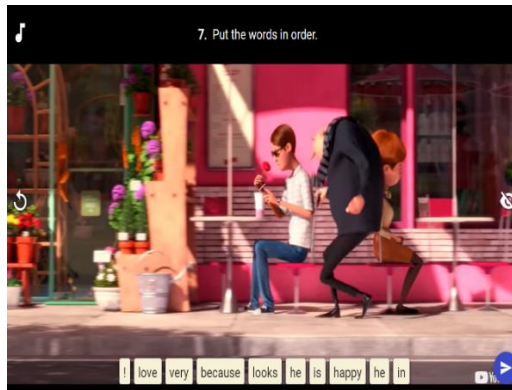 7. Put the words in order.
! love very because looks he is happy he in